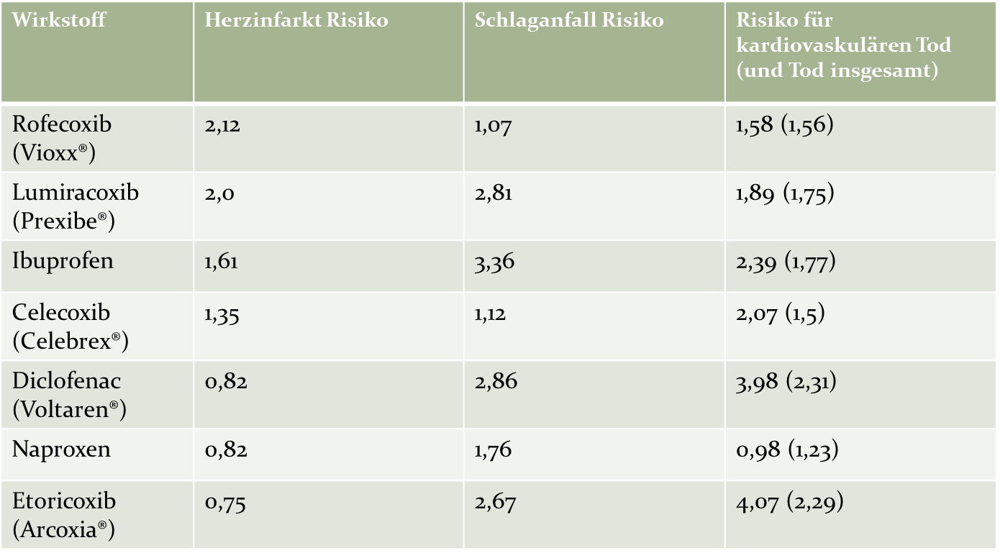 Wirkstoff
Herzinfarkt Risiko
Schlaganfall Risiko
Risiko für
kardiovaskulären Tod
(und Tod insgesamt)
Rofecoxib
(Vioxx®)
2,12
1,07
1,58 (1,56)
Lumiracoxib
(Prexibe®)
2,0
2,81
1,89 (1,75)
Ibuprofen
1,61
3,36
2,39 (1,77)
Celecoxib
(Celebrex®)
1,35
1,12
2,07 (1,5)
Diclofenac
(Voltaren®)
0,82
2,86
3,98 (2,31)
Naproxen
0,82
1,76
0,98 (1,23)
Etoricoxib
(Arcoxia®)
0,75
2,67
4,07 (2,29)